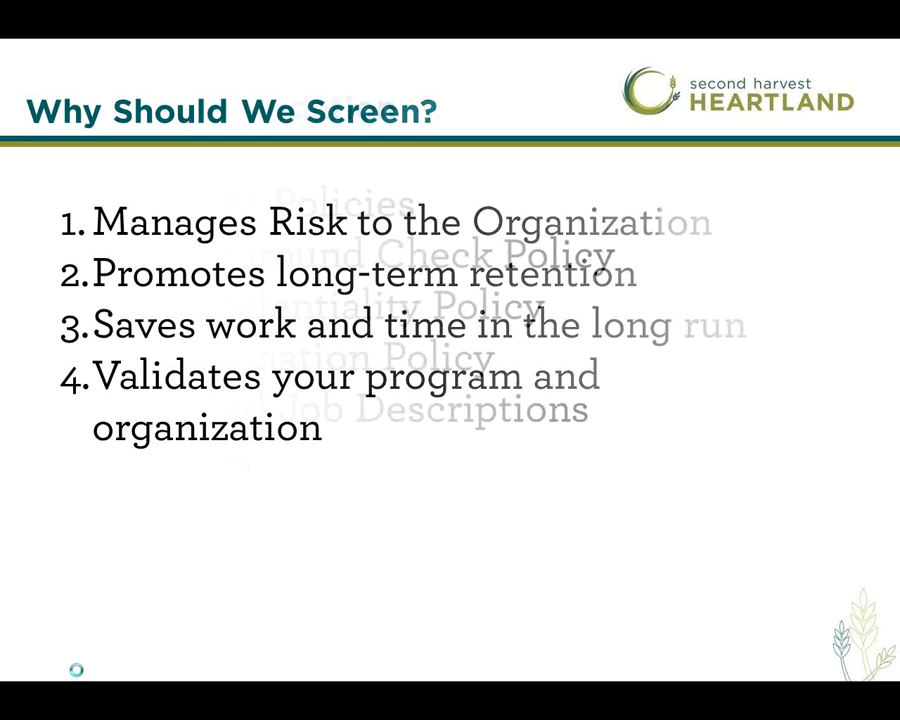 second harvest
HEARTLAND
Why Should We Screen?
1. Manages Risk to the Organization
2. Promotes long-term retention
3. Saves work and time in the long run
4. Validates your program and
organization
Policies
Check Policy
Policy
Policy
Job Descriptions